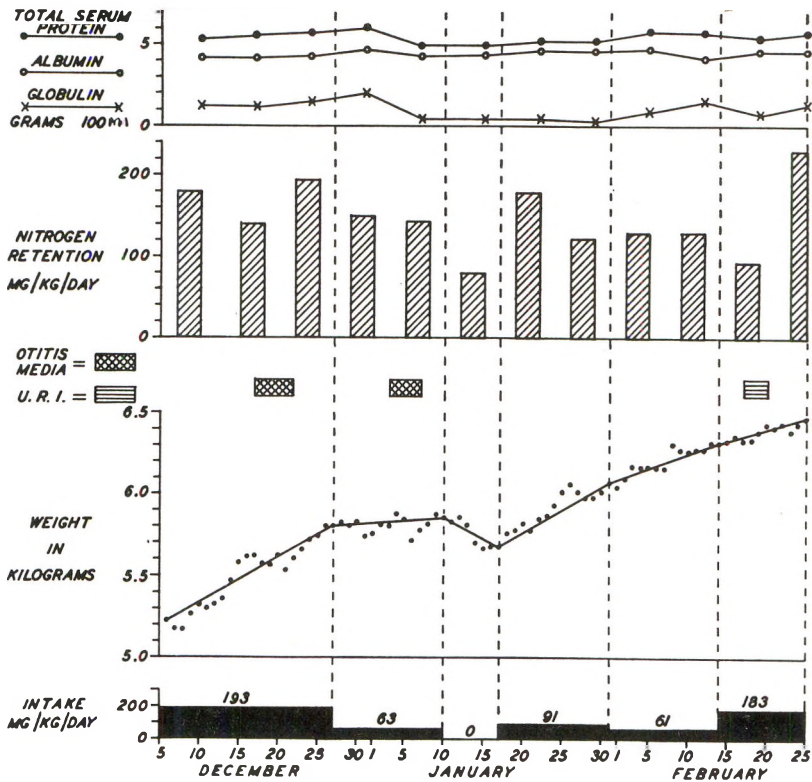 TOTAL SERUM
PROTEIN
ALBUMIN
GLOBULIN
GRAMS 100
5
0
NITROGEN
RETENTION
MG/KG/DAY
200
100
0
OTITIS
MEDIA =
U. R. I. =
WEIGHT
IN
KILOGRAMS
6.5
6.0
5.5
5.0
INTAKE
MG/KG/DAY
200
0
193
63
0
91
61
183
5 10 15 20 25 30 1 5 10 15 20 25 30 1 5 10 15 20 25
DECEMBER JANUARY FEBRUARY